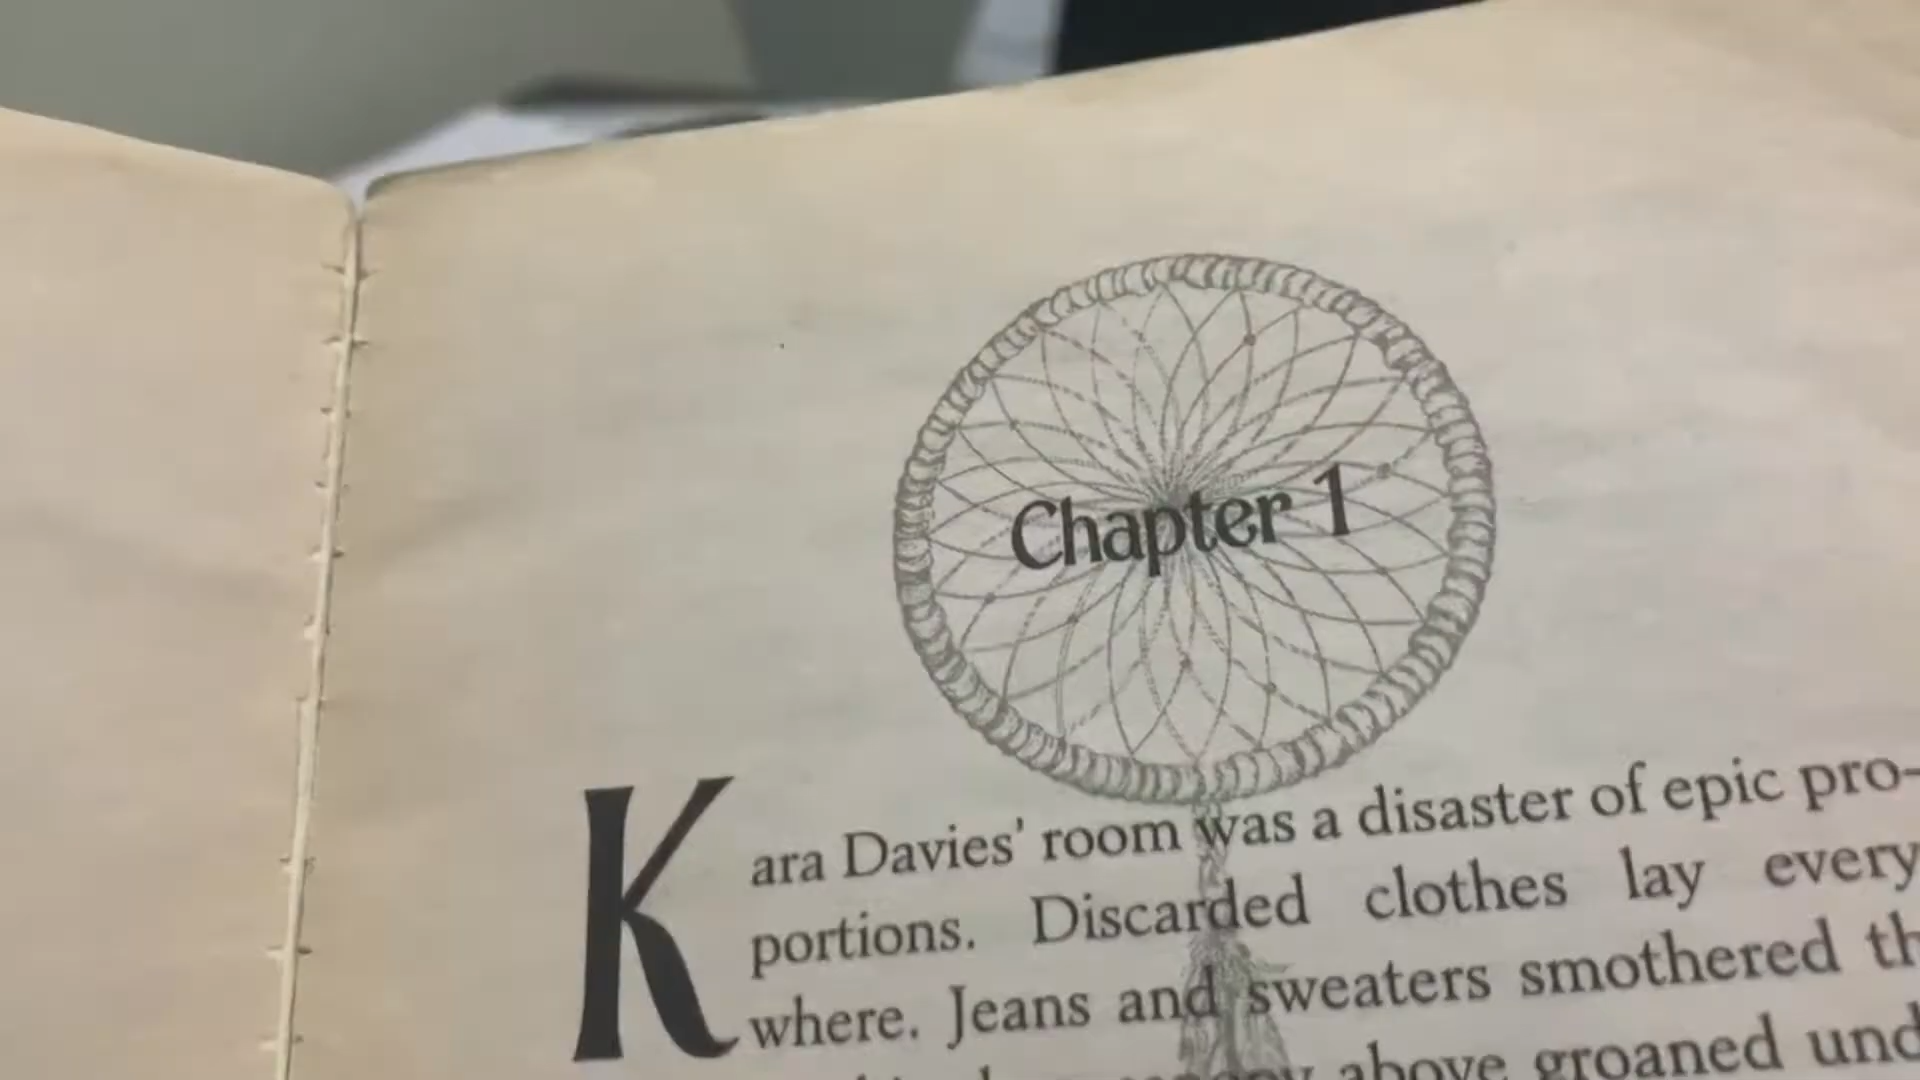 Chapter 1
Kara Davies' room was a disaster of epic pro-
portions. Discarded clothes lay every
where. Jeans and sweaters smothered th
above groaned und